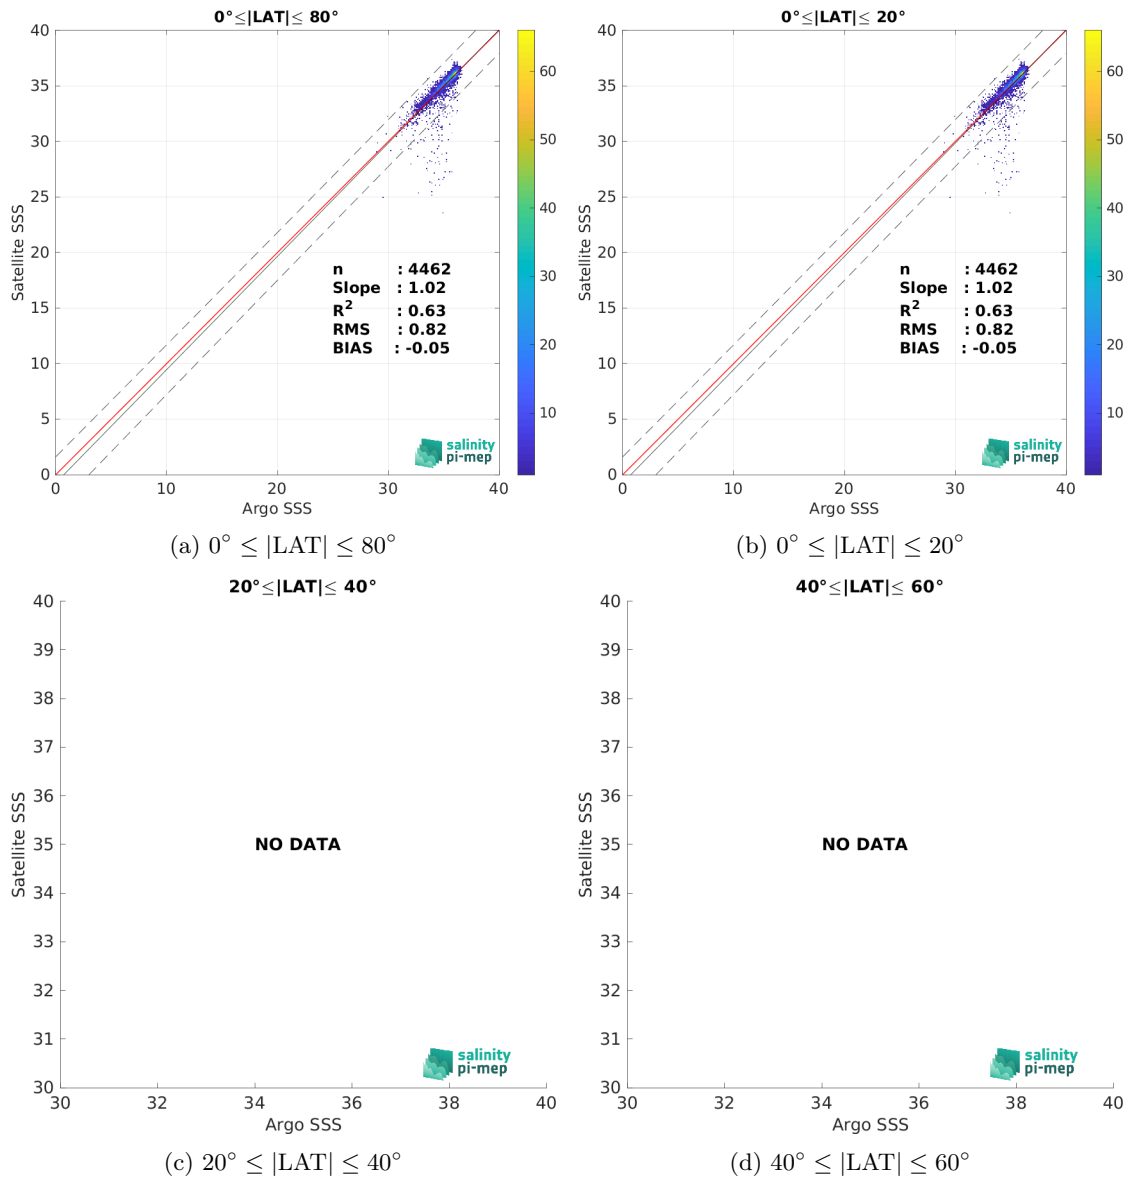 0°≤|LAT|≤ 80°
40
35
30
25
20
15
10
5
0
Satellite SSS
0
10
20
30
40
Argo SSS
60
50
40
30
20
10
n : 4462
Slope : 1.02
R² : 0.63
RMS : 0.82
BIAS : -0.05
salinity
pi-mep
(a) 0° ≤ |LAT| ≤ 80°
0°≤|LAT|≤ 20°
40
35
30
25
20
15
10
5
0
Satellite SSS
0
10
20
30
40
Argo SSS
60
50
40
30
20
10
n : 4462
Slope : 1.02
R² : 0.63
RMS : 0.82
BIAS : -0.05
salinity
pi-mep
(b) 0° ≤ |LAT| ≤ 20°
20°≤|LAT|≤ 40°
40
39
38
37
36
35
34
33
32
31
30
Satellite SSS
NO DATA
30
32
34
36
38
40
Argo SSS
salinity
pi-mep
(c) 20° ≤ |LAT| ≤ 40°
40°≤|LAT|≤ 60°
40
39
38
37
36
35
34
33
32
31
30
Satellite SSS
NO DATA
30
32
34
36
38
40
Argo SSS
salinity
pi-mep
(d) 40° ≤ |LAT| ≤ 60°